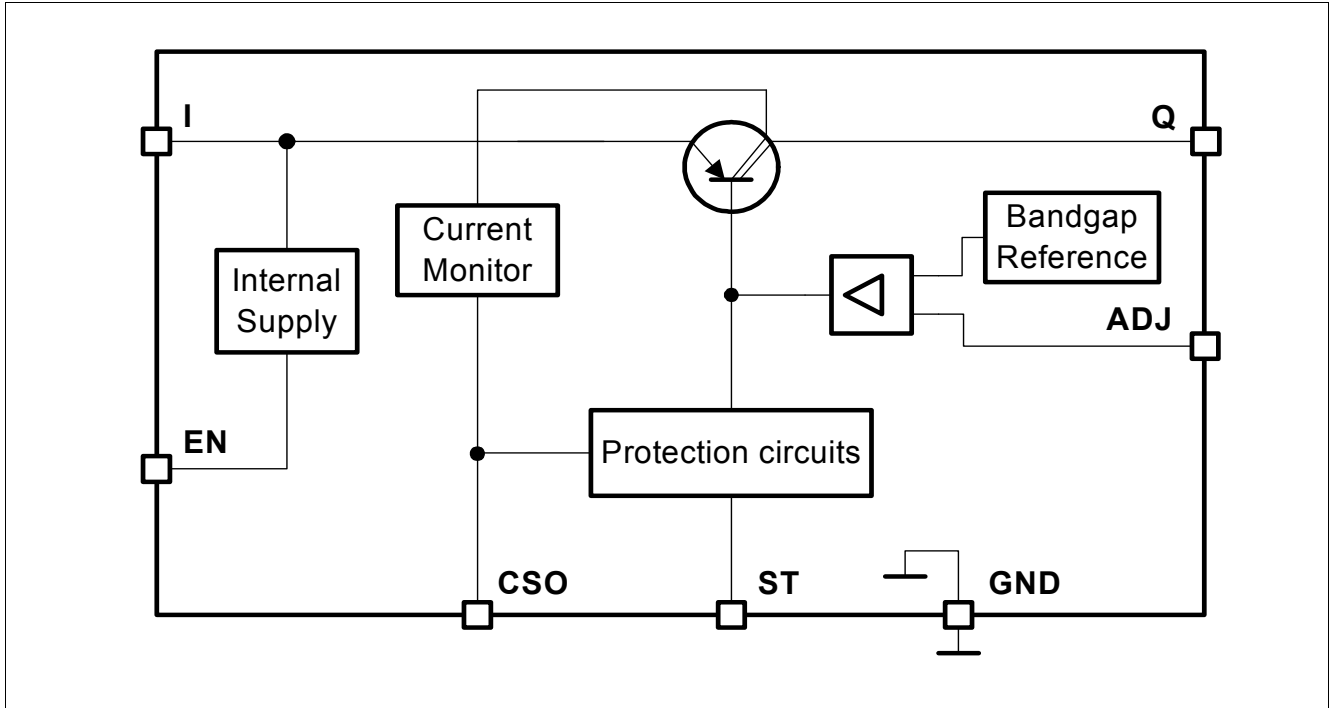 I
Q
Current
Monitor
Bandgap
Reference
Internal
Supply
ADJ
EN
Protection circuits
CSO
ST
GND